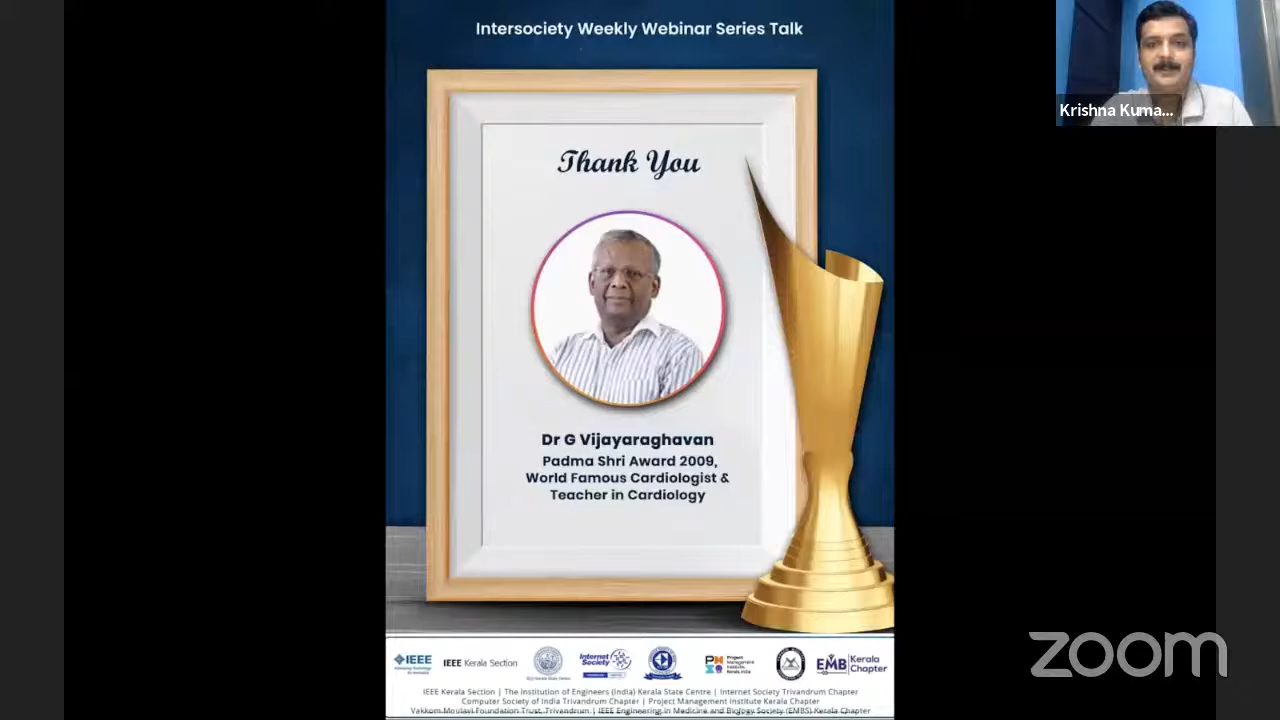 Intersociety Weekly Webinar Series Talk
Krishna Kuma...
Thank You
Dr G Vijayaraghavan
Padma Shri Award 2009,
World Famous Cardiologist &
Teacher in Cardiology
IEEE
IEEE Kerala Section
Internet Society
Project Management Institute
EMB Kerala Chapter
IEEE Kerala Section | The Institution of Engineers (India) Kerala State Centre | Internet Society Trivandrum Chapter
Computer Society of India Trivandrum Chapter | Project Management Institute Kerala Chapter
Vakkom Moulavi Foundation Trust, Trivandrum | IEEE Engineering in Medicine and Biology Society (EMBS) Kerala Chapter
zoom